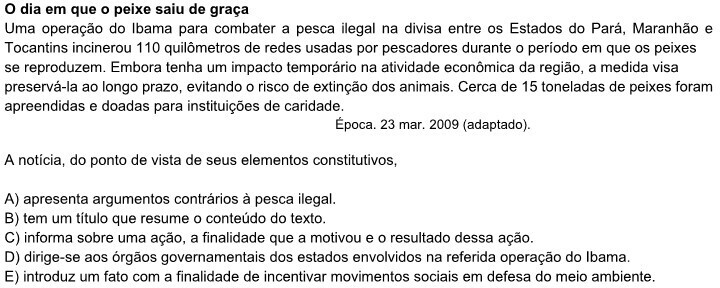 O dia em que o peixe saiu de graça
Uma operação do Ibama para combater a pesca ilegal na divisa entre os Estados do Pará, Maranhão e
Tocantins incinerou 110 quilômetros de redes usadas por pescadores durante o período em que os peixes
se reproduzem. Embora tenha um impacto temporário na atividade econômica da região, a medida visa
preservá-la ao longo prazo, evitando o risco de extinção dos animais. Cerca de 15 toneladas de peixes foram
apreendidas e doadas para instituições de caridade.
Época. 23 mar. 2009 (adaptado).
A notícia, do ponto de vista de seus elementos constitutivos,
A) apresenta argumentos contrários à pesca ilegal.
B) tem um título que resume o conteúdo do texto.
C) informa sobre uma ação, a finalidade que a motivou e o resultado dessa ação.
D) dirige-se aos órgãos governamentais dos estados envolvidos na referida operação do Ibama.
E) introduz um fato com a finalidade de incentivar movimentos sociais em defesa do meio ambiente.